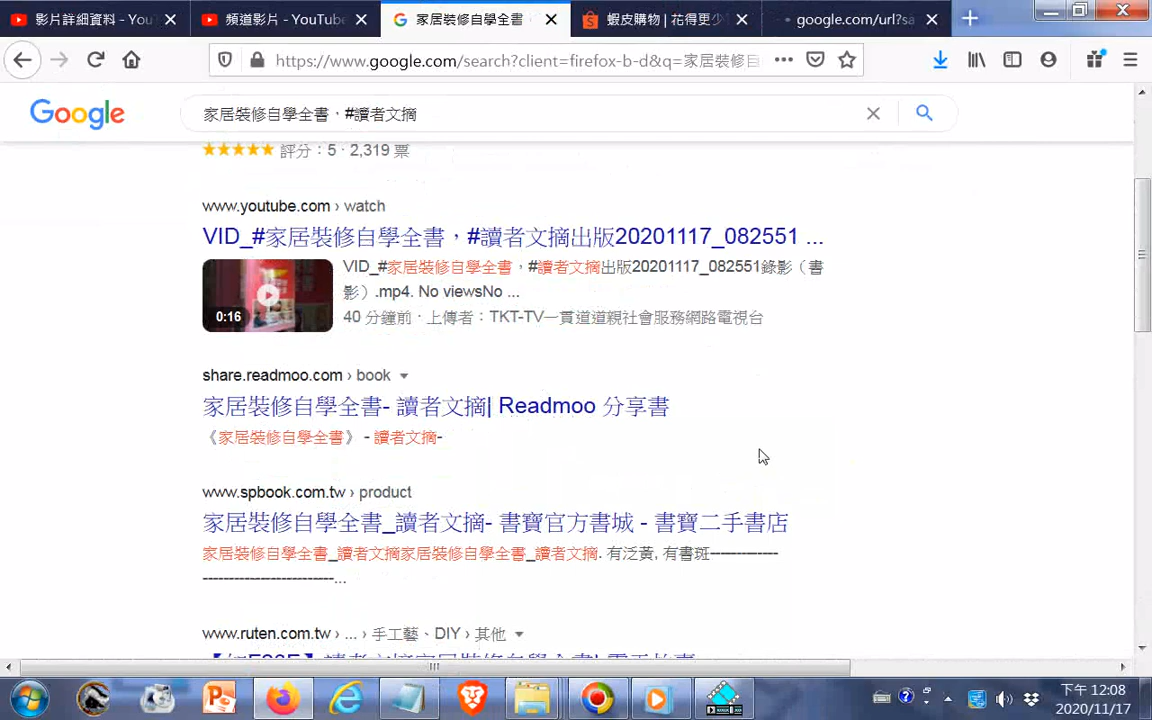 影片詳細資料 - You
頻道影片 - YouTube
家居裝修自學全書
蝦皮購物 | 花得更少
google.com/url?sa
https://www.google.com/search?client=firefox-b-d&q=家居裝修自
Google
家居裝修自學全書，#讀者文摘
評分：5 · 2,319 票
www.youtube.com › watch
VID_#家居裝修自學全書，#讀者文摘出版20201117_082551 ...
VID_#家居裝修自學全書，#讀者文摘出版20201117_082551錄影（書
影）.mp4. No viewsNo ...
0:16
40 分鐘前 · 上傳者：TKT-TV一貫道道親社會服務網路電視台
share.readmoo.com › book
家居裝修自學全書- 讀者文摘| Readmoo 分享書
《家居裝修自學全書》 - 讀者文摘-
www.spbook.com.tw › product
家居裝修自學全書_讀者文摘- 書寶官方書城 - 書寶二手書店
家居裝修自學全書_讀者文摘家居裝修自學全書_讀者文摘. 有泛黃, 有書斑-------------
-------------------------...
www.ruten.com.tw › ... › 手工藝、DIY › 其他
下午 12:08
2020/11/17